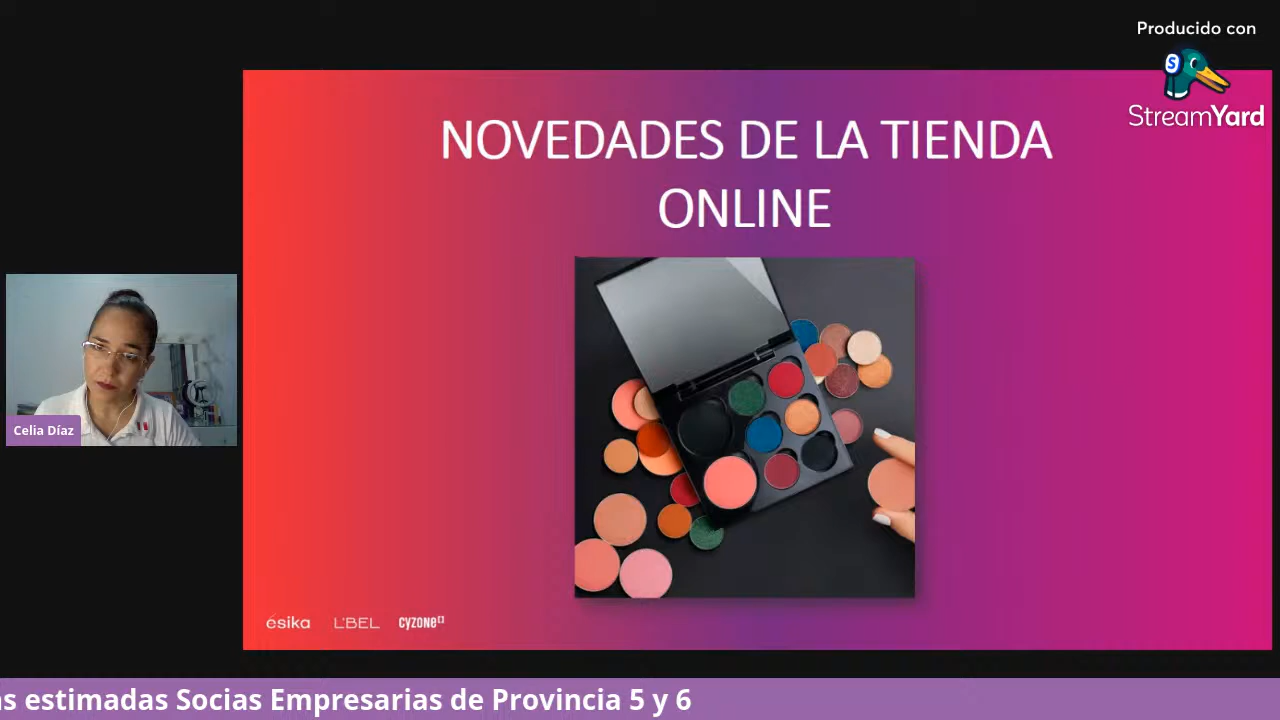 Producido con
StreamYard
NOVEDADES DE LA TIENDA
ONLINE
Celia Díaz
ésika L'BEL CYZONE
estimadas Socias Empresarias de Provincia 5 y 6